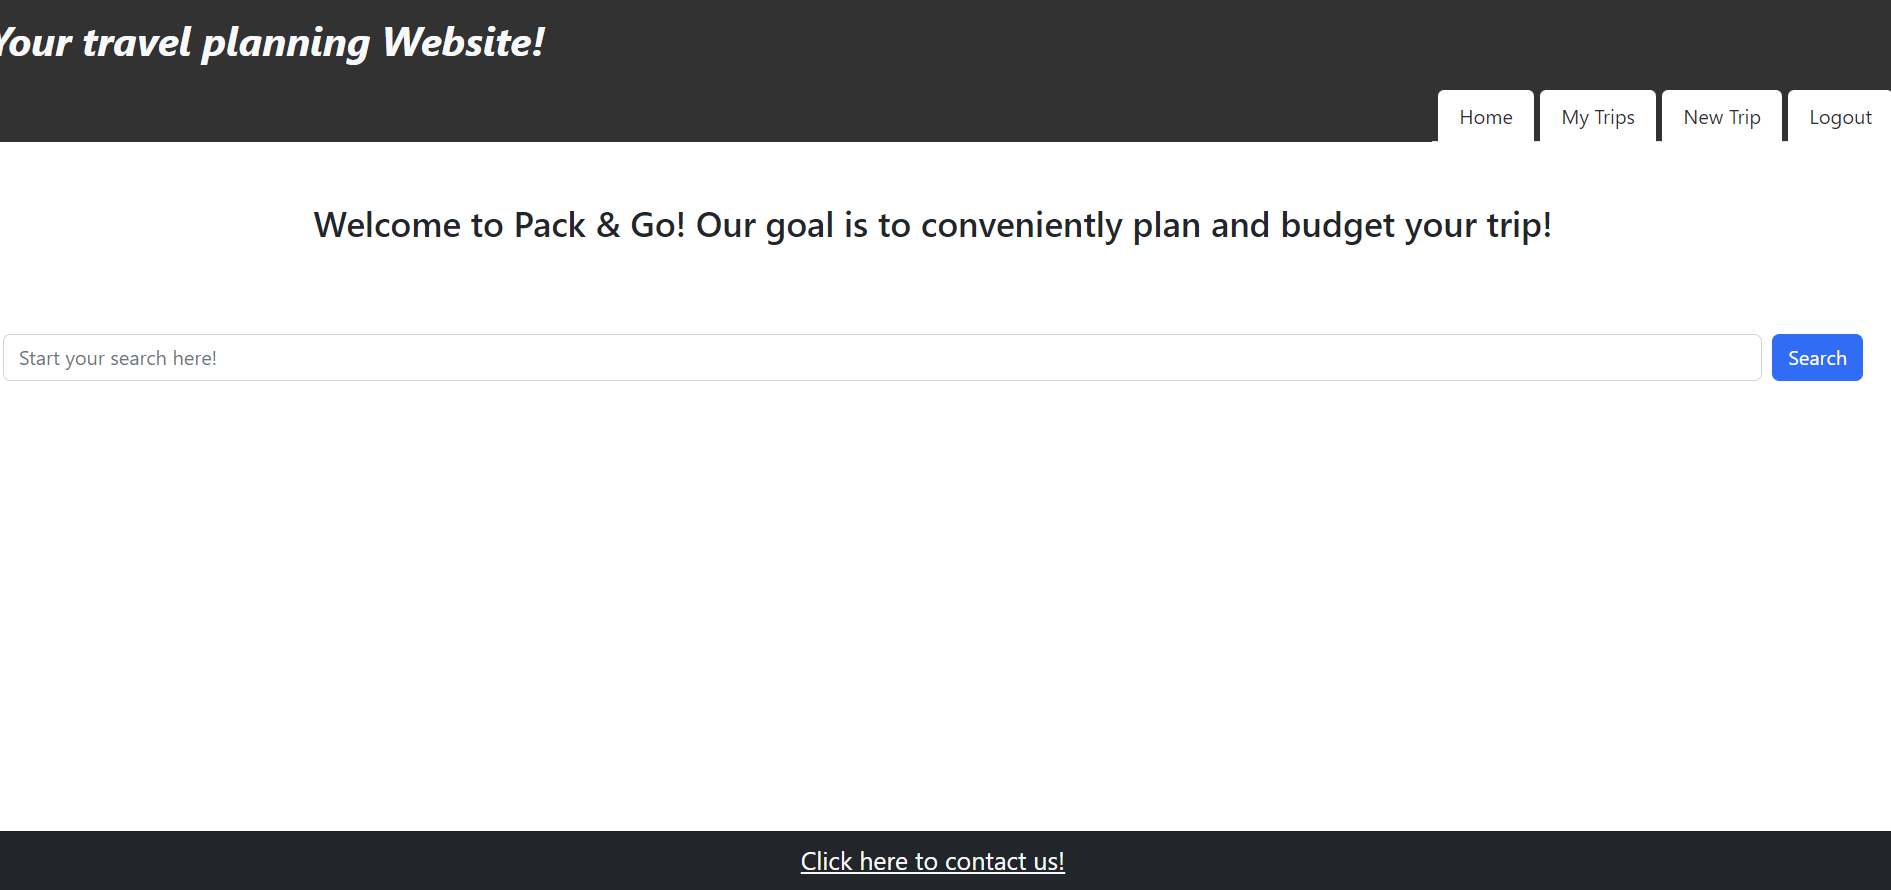 Your travel planning Website!
Home My Trips New Trip Logout
Welcome to Pack & Go! Our goal is to conveniently plan and budget your trip!
Start your search here! Search
Click here to contact us!